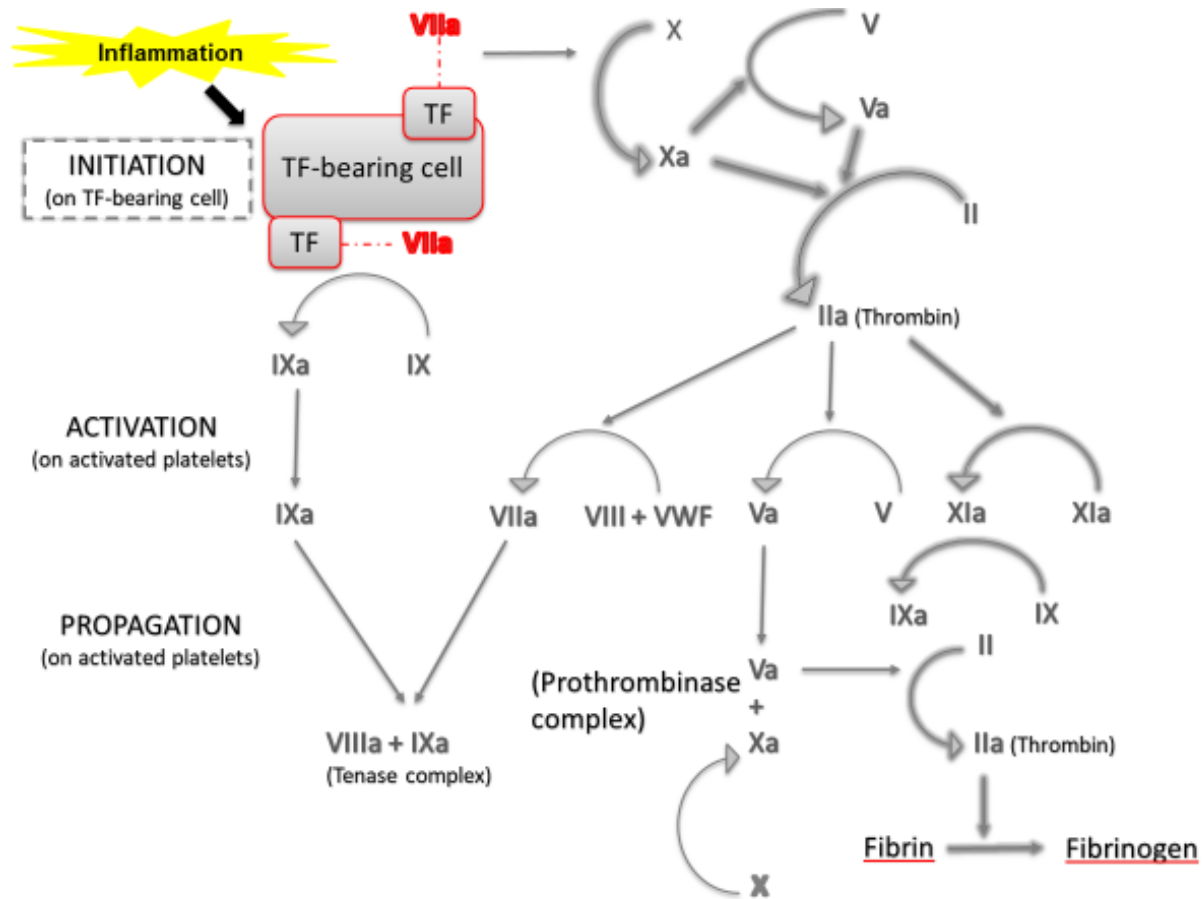 VIIa
X
V
Inflammation
TF
Va
INITIATION
(on TF-bearing cell)
TF-bearing cell
Xa
II
TF
VIIa
IIa (Thrombin)
IXa
IX
ACTIVATION
(on activated platelets)
IXa
VIIa
VIII + VWF
Va
V
XIa
XIa
IXa
IX
PROPAGATION
(on activated platelets)
II
(Prothrombinase
complex)
Va
+
Xa
VIIIa + IXa
(Tenase complex)
IIa (Thrombin)
Fibrin
Fibrinogen
X